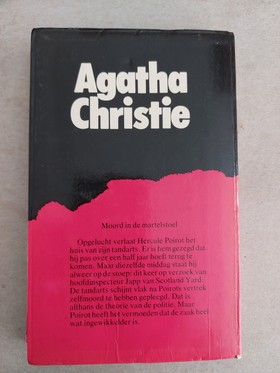 Agatha
Christie
Moord in de martelstoel
Opgelucht verlaat Hercule Poirot het
huis van zijn tandarts. Er is hem gezegd dat
hij pas over een half jaar hoeft terug te
komen. Maar diezelfde middag staat hij
alweer op de stoep: dit keer op verzoek van
hoofdinspecteur Japp van Scotland Yard.
De tandarts schijnt vlak na Poirots vertrek
zelfmoord te hebben gepleegd. Dat is
althans de theorie van de politie. Maar
Poirot heeft het vermoeden dat de zaak heel
wat ingewikkelder is.